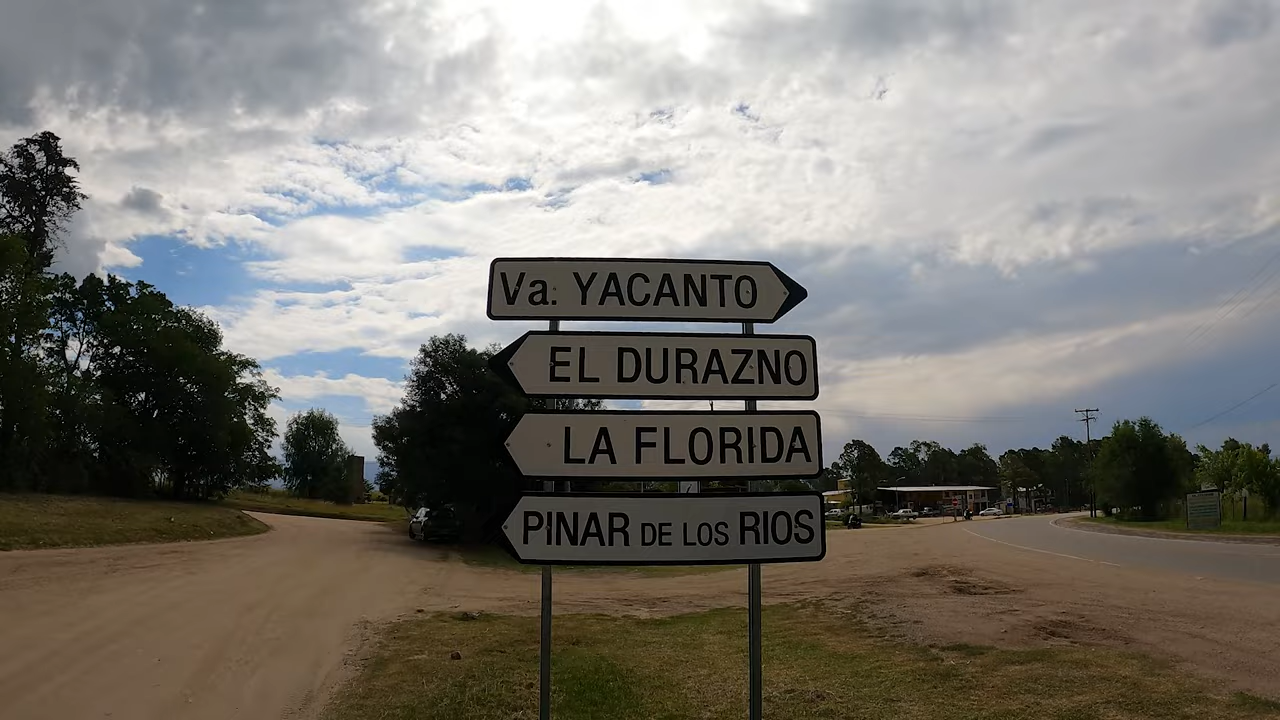 Va. YACANTO
EL DURAZNO
LA FLORIDA
PINAR DE LOS RIOS